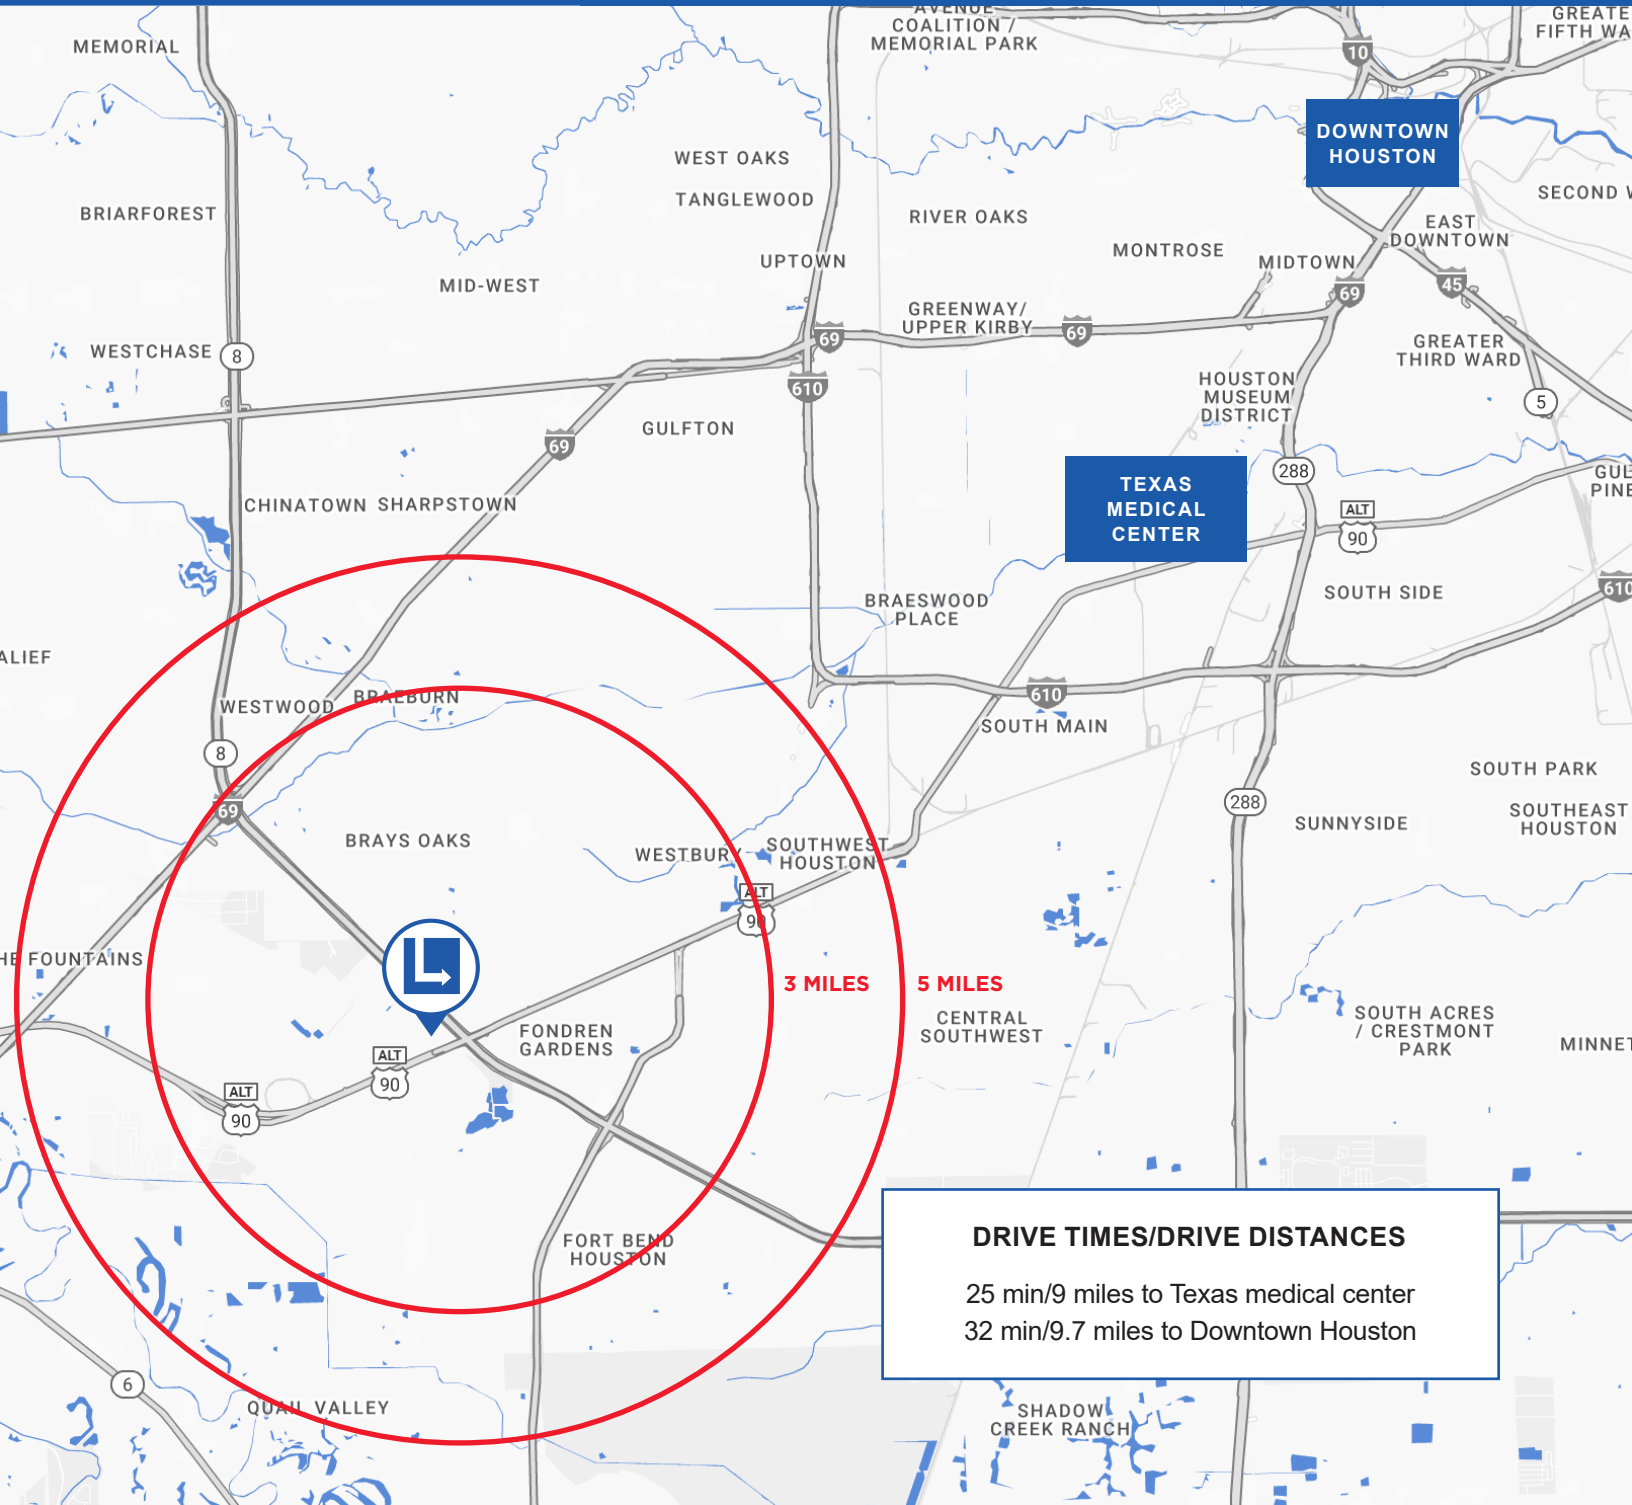 AVENUE
COALITION /
MEMORIAL PARK
MEMORIAL
10
FIFTH
DOWNTOWN
HOUSTON
WEST OAKS
TANGLEWOOD
SECOND
BRIARFOREST
RIVER OAKS
EAST
DOWNTOWN
MONTROSE
UPTOWN
MIDTOWN
MID-WEST
69
45
GREENWAY/
UPPER KIRBY
69
69
WESTCHASE
8
GREATER
THIRD WARD
610
HOUSTON
MUSEUM
DISTRICT
5
GULFTON
69
288
TEXAS
MEDICAL
CENTER
CHINATOWN
SHARPSTOWN
ALT
90
SOUTH SIDE
610
BRAESWOOD
PLACE
WESTWOOD
BRAEBURN
610
SOUTH MAIN
8
SOUTH PARK
69
288
SOUTHEAST
HOUSTON
SUNNYSIDE
BRAYS OAKS
WESTBURY
SOUTHWEST
HOUSTON
ALT
90
FOUNTAINS
3 MILES
5 MILES
CENTRAL
SOUTHWEST
SOUTH ACRES
/ CRESTMONT
PARK
FONDREN
GARDENS
ALT
90
ALT
90
FORT BEND
HOUSTON
DRIVE TIMES/DRIVE DISTANCES
25 min/9 miles to Texas medical center
32 min/9.7 miles to Downtown Houston
6
QUAIL VALLEY
SHADOW
CREEK RANCH